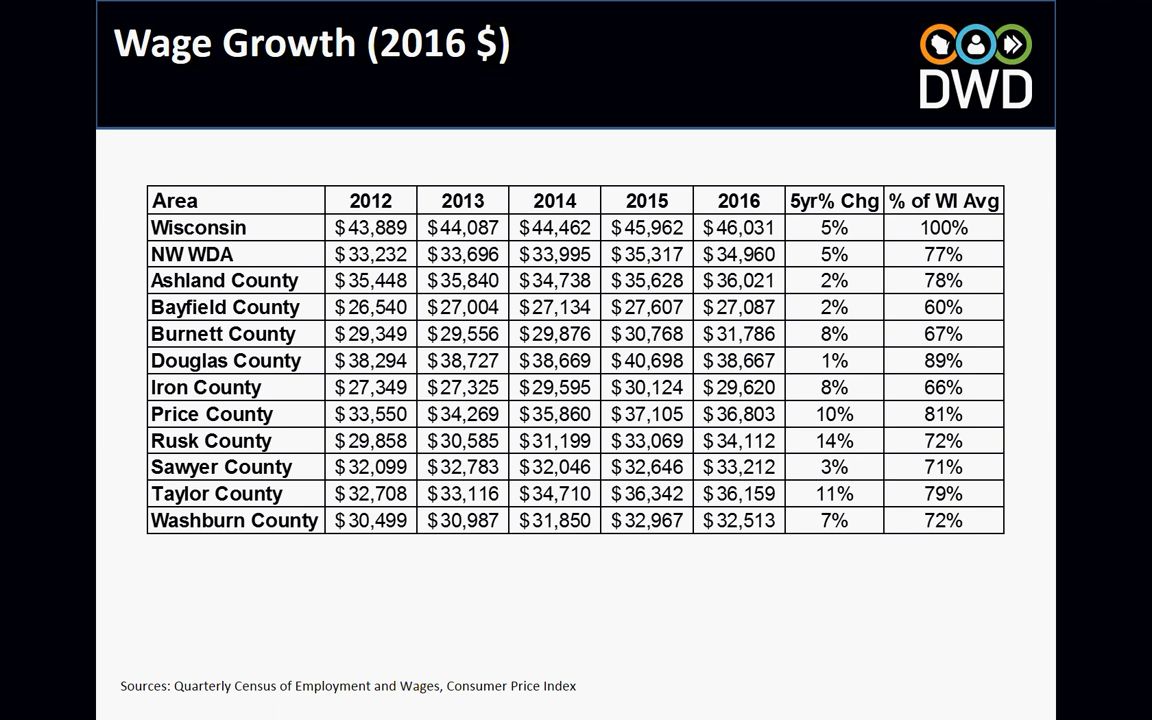 Wage Growth (2016 $)
DWD
Area 2012 2013 2014 2015 2016 5yr% Chg % of WI Avg
Wisconsin $43,889 $44,087 $44,462 $45,962 $46,031 5% 100%
NW WDA $33,232 $33,696 $33,995 $35,317 $34,960 5% 77%
Ashland County $35,448 $35,840 $34,738 $35,628 $36,021 2% 78%
Bayfield County $26,540 $27,004 $27,134 $27,607 $27,087 2% 60%
Burnett County $29,349 $29,556 $29,876 $30,768 $31,786 8% 67%
Douglas County $38,294 $38,727 $38,669 $40,698 $38,667 1% 89%
Iron County $27,349 $27,325 $29,595 $30,124 $29,620 8% 66%
Price County $33,550 $34,269 $35,860 $37,105 $36,803 10% 81%
Rusk County $29,858 $30,585 $31,199 $33,069 $34,112 14% 72%
Sawyer County $32,099 $32,783 $32,046 $32,646 $33,212 3% 71%
Taylor County $32,708 $33,116 $34,710 $36,342 $36,159 11% 79%
Washburn County $30,499 $30,987 $31,850 $32,967 $32,513 7% 72%
Sources: Quarterly Census of Employment and Wages, Consumer Price Index